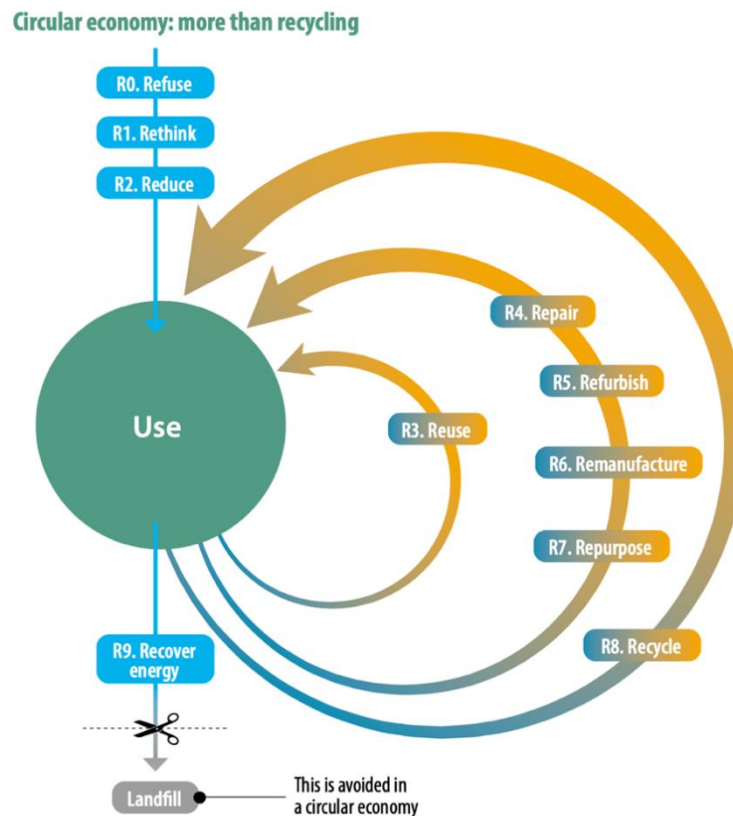 Circular economy: more than recycling
R0. Refuse
R1. Rethink
R2. Reduce
R4. Repair
R5. Refurbish
Use
R3. Reuse
R6. Remanufacture
R7. Repurpose
R8. Recycle
R9. Recover
energy
Landfill
This is avoided in
a circular economy